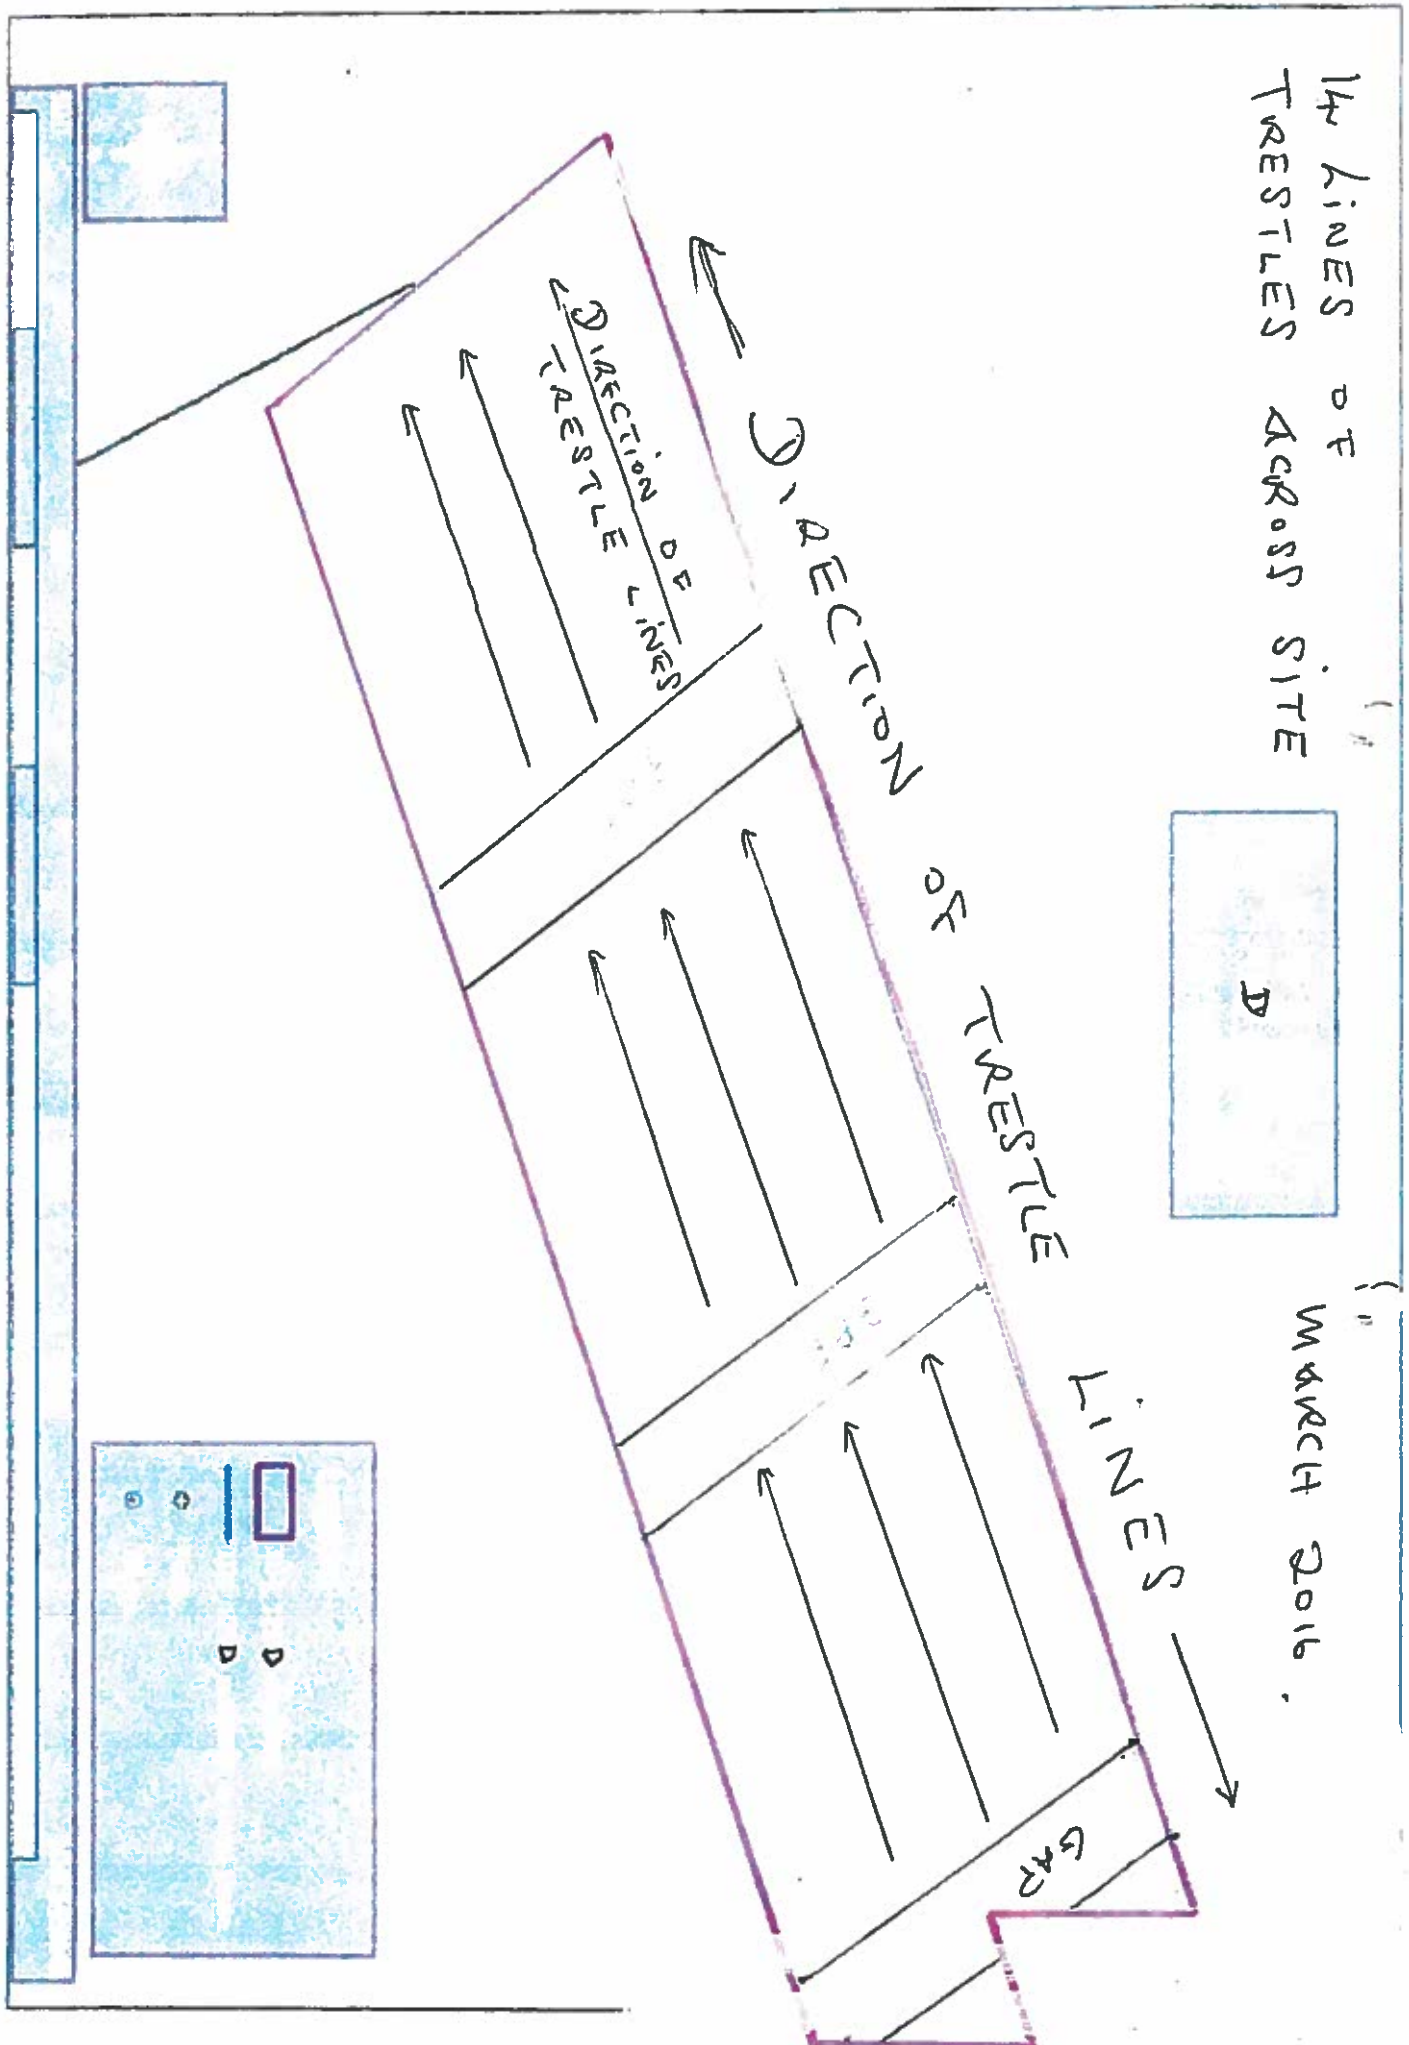 14 LiNES OF
TRESTLES ACROSS SiTE
MARCH 2016.
DIRECTION OF TRESTLE LiNES
DIRECTION OF
TRESTLE LiNES
GAP